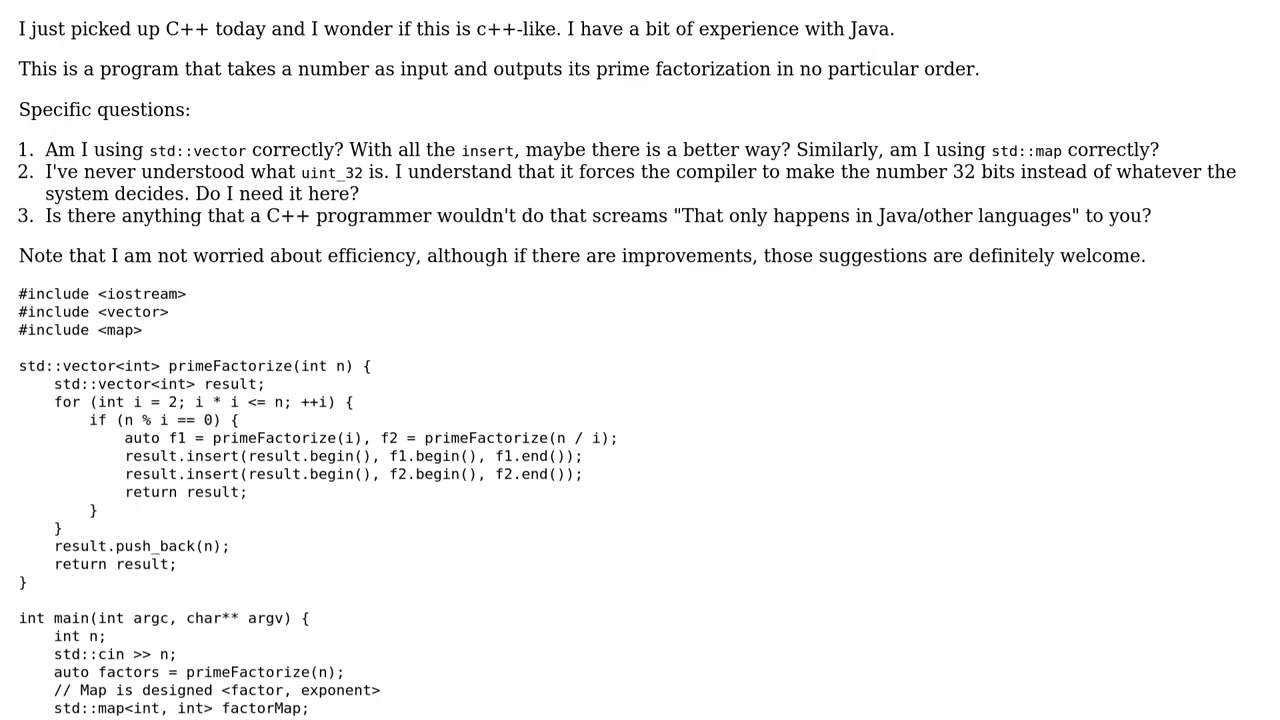 I just picked up C++ today and I wonder if this is c++-like. I have a bit of experience with Java.
This is a program that takes a number as input and outputs its prime factorization in no particular order.
Specific questions:
1. Am I using std::vector correctly? With all the insert, maybe there is a better way? Similarly, am I using std::map correctly?
2. I've never understood what uint_32 is. I understand that it forces the compiler to make the number 32 bits instead of whatever the
system decides. Do I need it here?
3. Is there anything that a C++ programmer wouldn't do that screams "That only happens in Java/other languages" to you?
Note that I am not worried about efficiency, although if there are improvements, those suggestions are definitely welcome.
#include <iostream>
#include <vector>
#include <map>
std::vector<int> primeFactorize(int n) {
    std::vector<int> result;
    for (int i = 2; i * i <= n; ++i) {
        if (n % i == 0) {
            auto f1 = primeFactorize(i), f2 = primeFactorize(n / i);
            result.insert(result.begin(), f1.begin(), f1.end());
            result.insert(result.begin(), f2.begin(), f2.end());
            return result;
        }
    }
    result.push_back(n);
    return result;
}
int main(int argc, char** argv) {
    int n;
    std::cin >> n;
    auto factors = primeFactorize(n);
    // Map is designed <factor, exponent>
    std::map<int, int> factorMap;